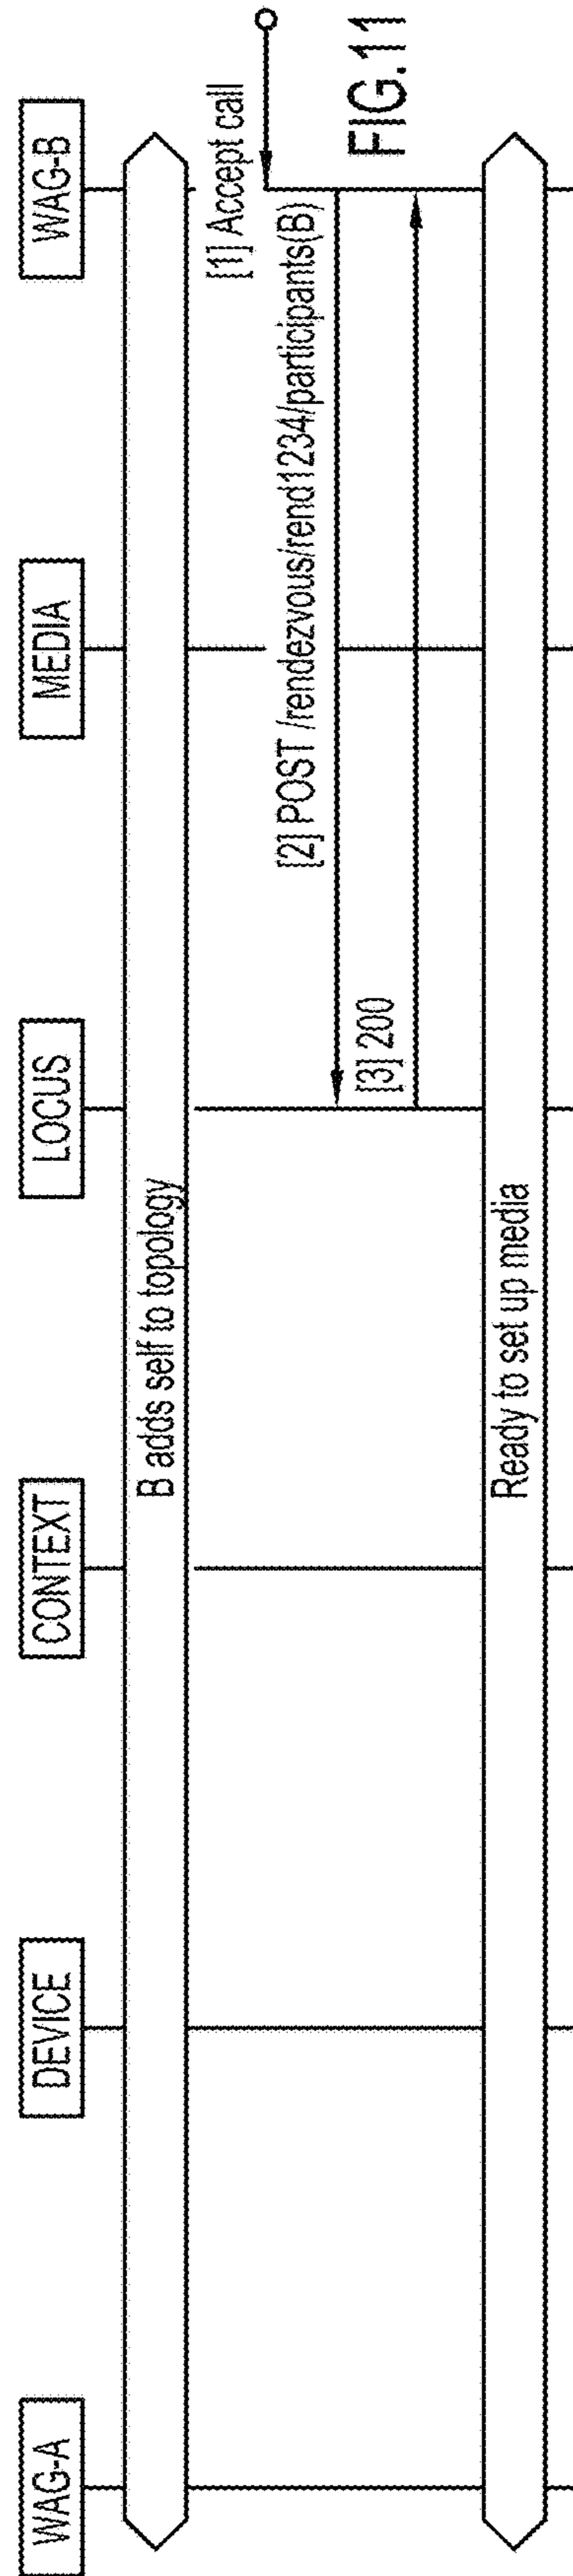 WAG-A
DEVICE
CONTEXT
LOCUS
MEDIA
WAG-B
B adds self to topology
[1] Accept call
[2] POST /rendezvous/rend1234/participants(B)
[3] 200
Ready to set up media
FIG.11